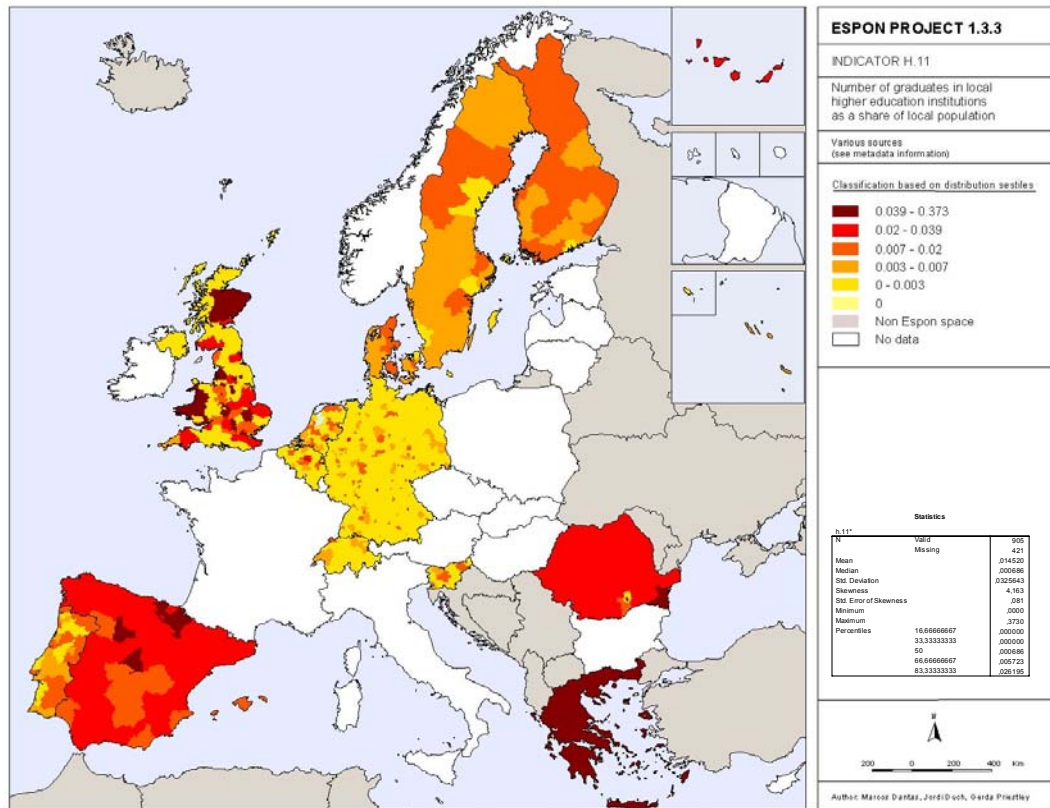 ESPON PROJECT 1.3.3
INDICATOR H.11
Number of graduates in local
higher education institutions
as a share of local population
Various sources
(see metadata information)
Classification based on distribution sestiles
0.039 - 0.373
0.02 - 0.039
0.007 - 0.02
0.003 - 0.007
0 - 0.003
0
Non Espon space
No data
Statistics
h.11*
N Valid 905
Missing 421
Mean ,014520
Median ,000686
Std. Deviation ,0325643
Skewness 4,163
Std. Error of Skewness ,081
Minimum ,0000
Maximum ,3730
Percentiles 16,66666667 ,000000
33,33333333 ,000000
50 ,000686
66,66666667 ,005723
83,33333333 ,026195
N
200 0 200 400 Km
Author: Marcos Dantas, Jordi Duch, Gerda Priestley